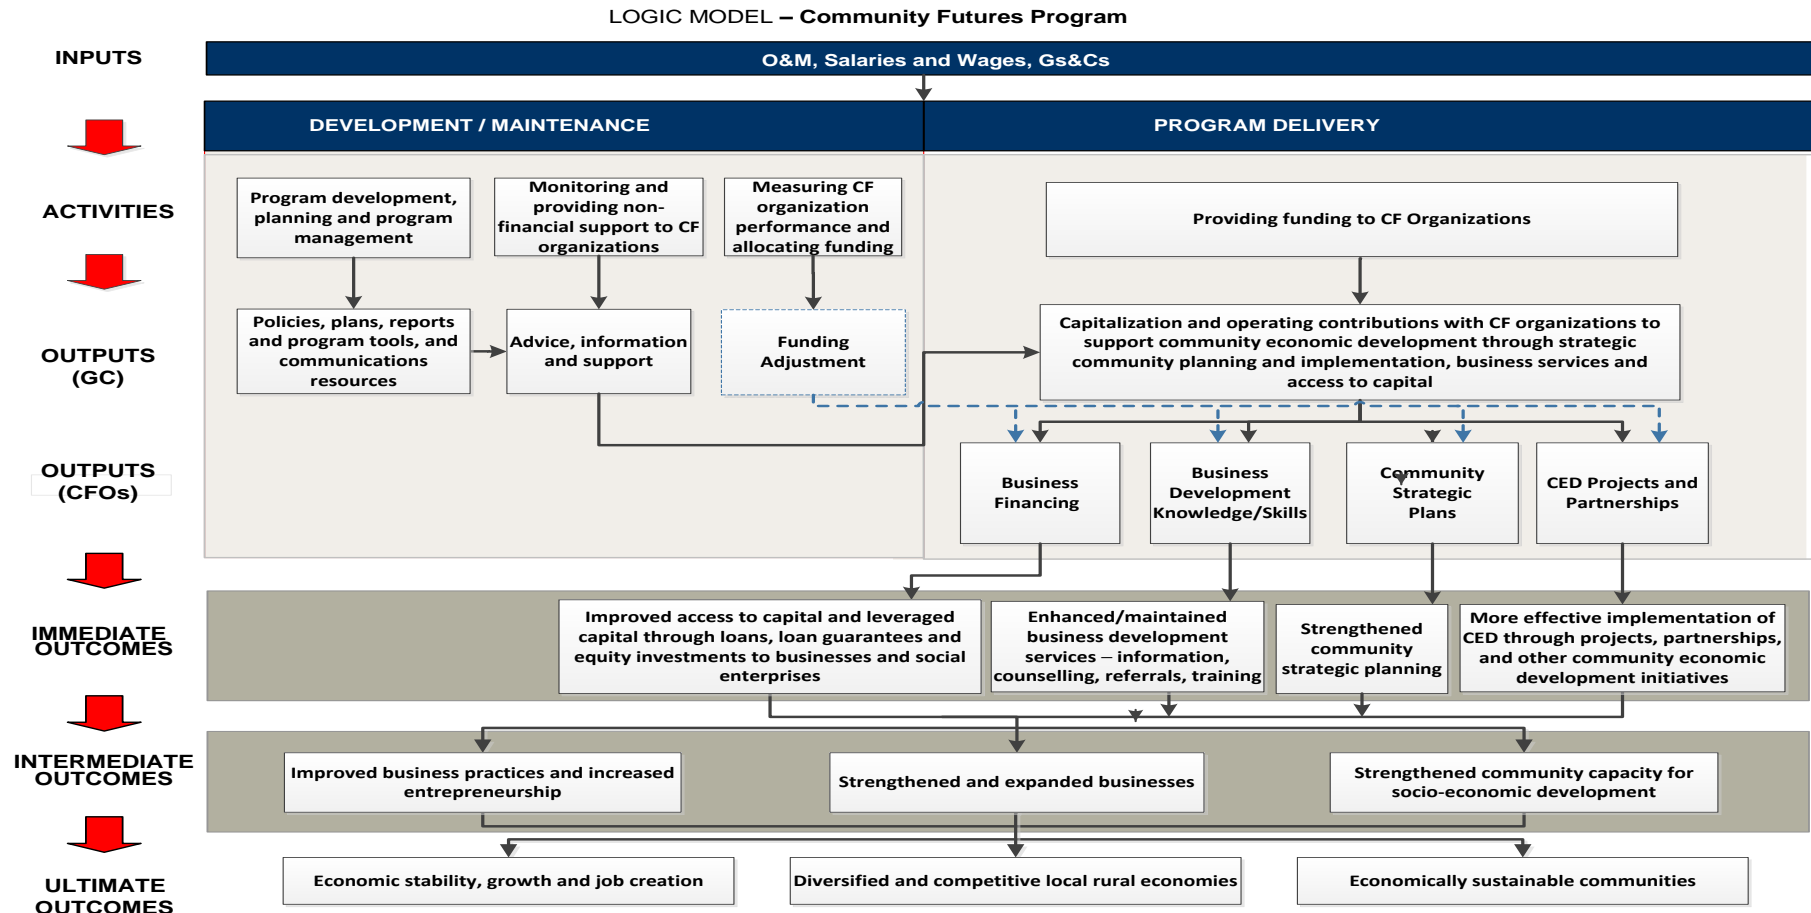 LOGIC MODEL – Community Futures Program
INPUTS
O&M, Salaries and Wages, Gs&Cs
DEVELOPMENT / MAINTENANCE
PROGRAM DELIVERY
ACTIVITIES
Program development,
planning and program
management
Monitoring and
providing non-
financial support to CF
organizations
Measuring CF
organization
performance and
allocating funding
Providing funding to CF Organizations
OUTPUTS
(GC)
Policies, plans, reports
and program tools, and
communications
resources
Advice, information
and support
Funding
Adjustment
Capitalization and operating contributions with CF organizations to
support community economic development through strategic
community planning and implementation, business services and
access to capital
OUTPUTS
(CFOs)
Business
Financing
Business
Development
Knowledge/Skills
Community
Strategic
Plans
CED Projects and
Partnerships
IMMEDIATE
OUTCOMES
Improved access to capital and leveraged
capital through loans, loan guarantees and
equity investments to businesses and social
enterprises
Enhanced/maintained
business development
services – information,
counselling, referrals, training
Strengthened
community
strategic planning
More effective implementation of
CED through projects, partnerships,
and other community economic
development initiatives
INTERMEDIATE
OUTCOMES
Improved business practices and increased
entrepreneurship
Strengthened and expanded businesses
Strengthened community capacity for
socio-economic development
ULTIMATE
OUTCOMES
Economic stability, growth and job creation
Diversified and competitive local rural economies
Economically sustainable communities